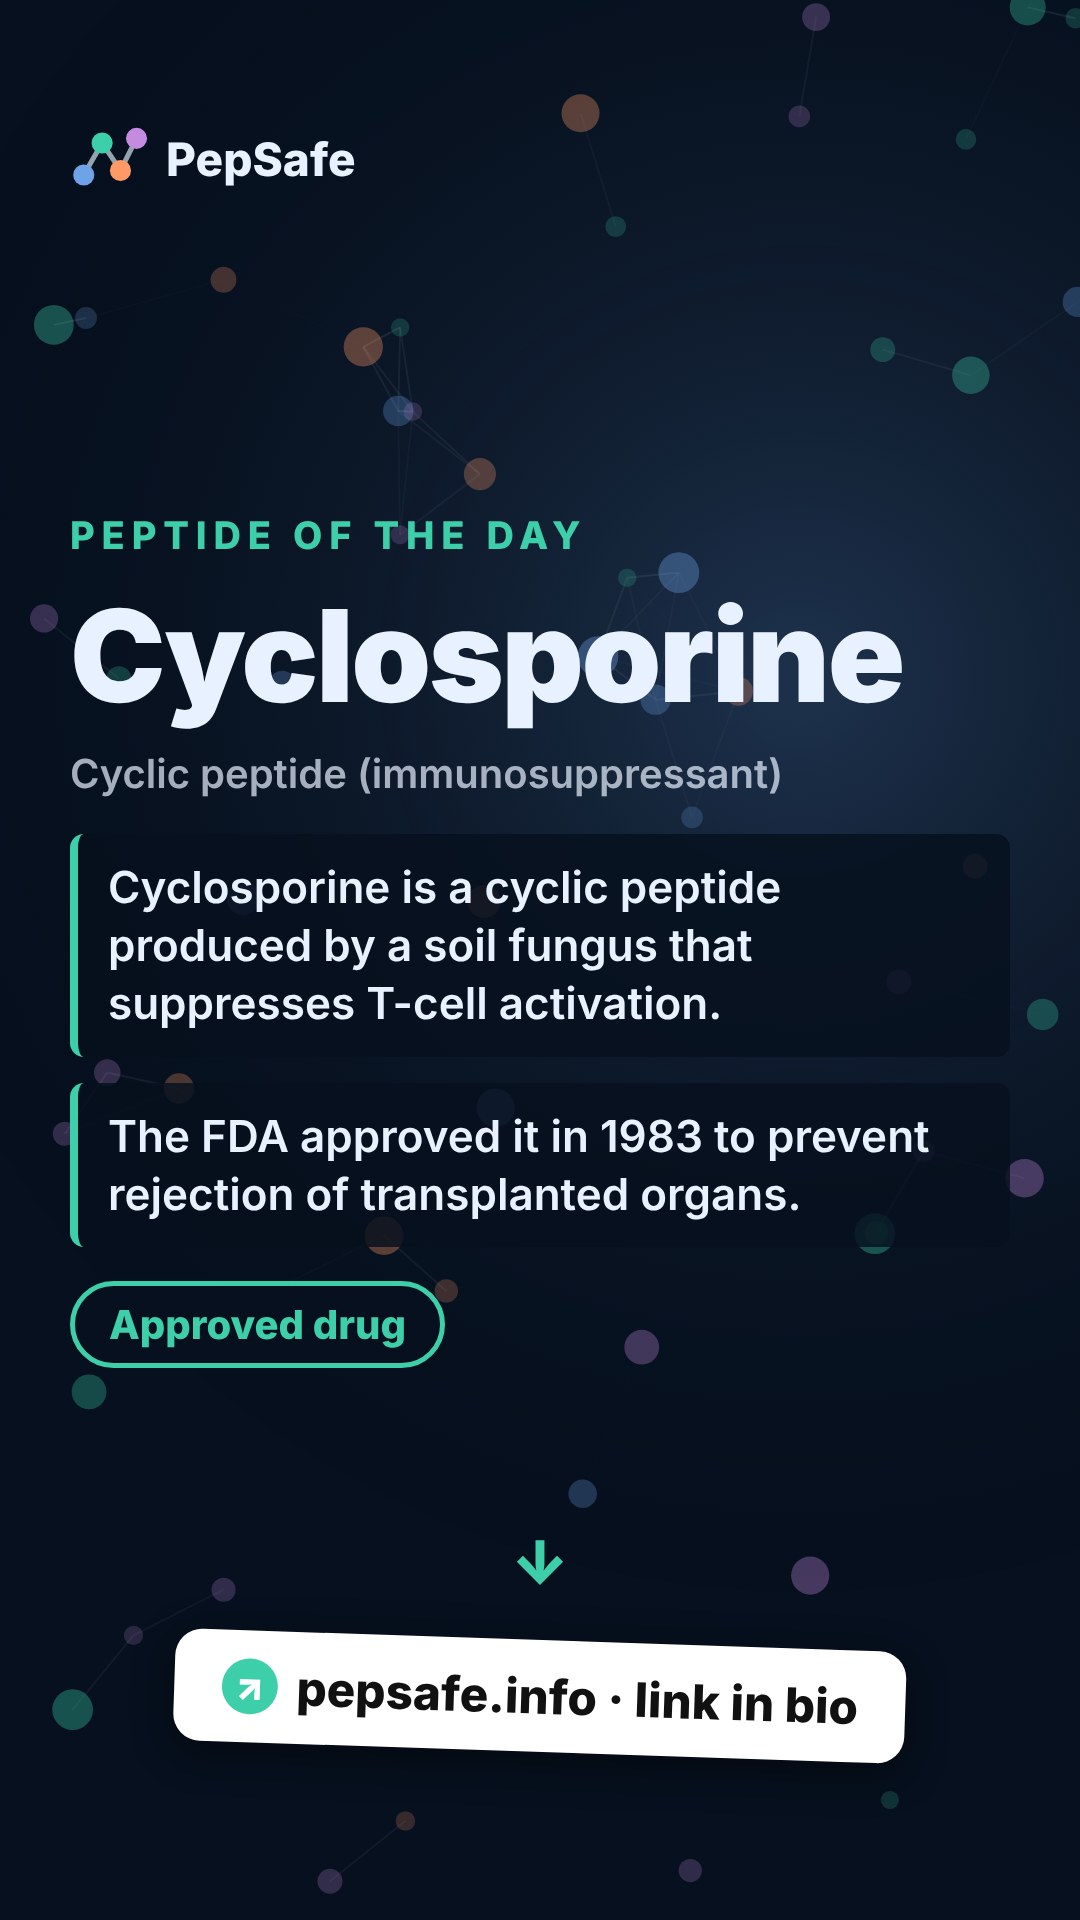 PepSafe
PEPTIDE OF THE DAY
Cyclosporine
Cyclic peptide (immunosuppressant)
Cyclosporine is a cyclic peptide
produced by a soil fungus that
suppresses T-cell activation.
The FDA approved it in 1983 to prevent
rejection of transplanted organs.
Approved drug
pepsafe.info · link in bio